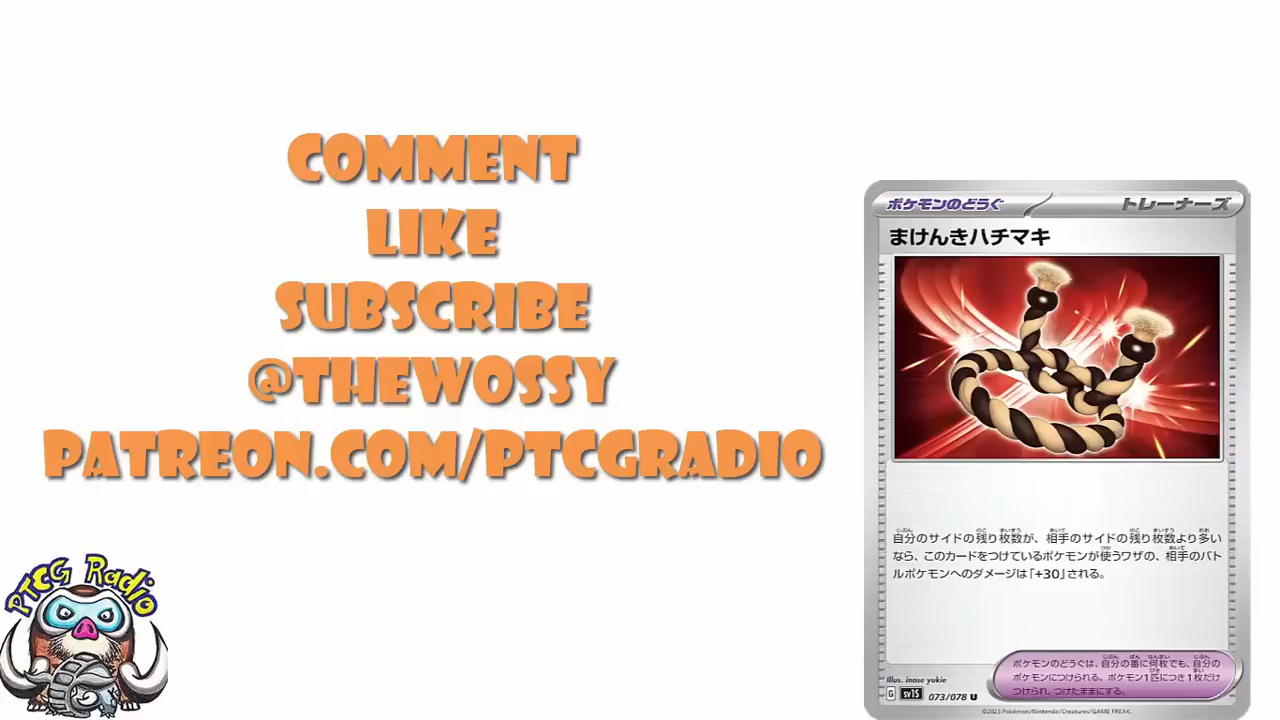 COMMENT
LIKE
SUBSCRIBE
@THEWOSSY
PATREON.COM/PTCGRADIO
PTCG Radio
ポケモンのどうぐ トレーナーズ
まけんきハチマキ
自分のサイドの残り枚数が、相手のサイドの残り枚数より多い
なら、このカードをつけているポケモンが使うワザの、相手のバト
ルポケモンへのダメージは「+30」される。
ポケモンのどうぐは、自分の番に何枚でも、自分の
ポケモンにつけられる。ポケモン1匹につき1枚だけ
つけられ、つけたままにする。
Illus. inose yukie
G sv1S 073/078 U
©2023 Pokémon/Nintendo/Creatures/GAME FREAK.